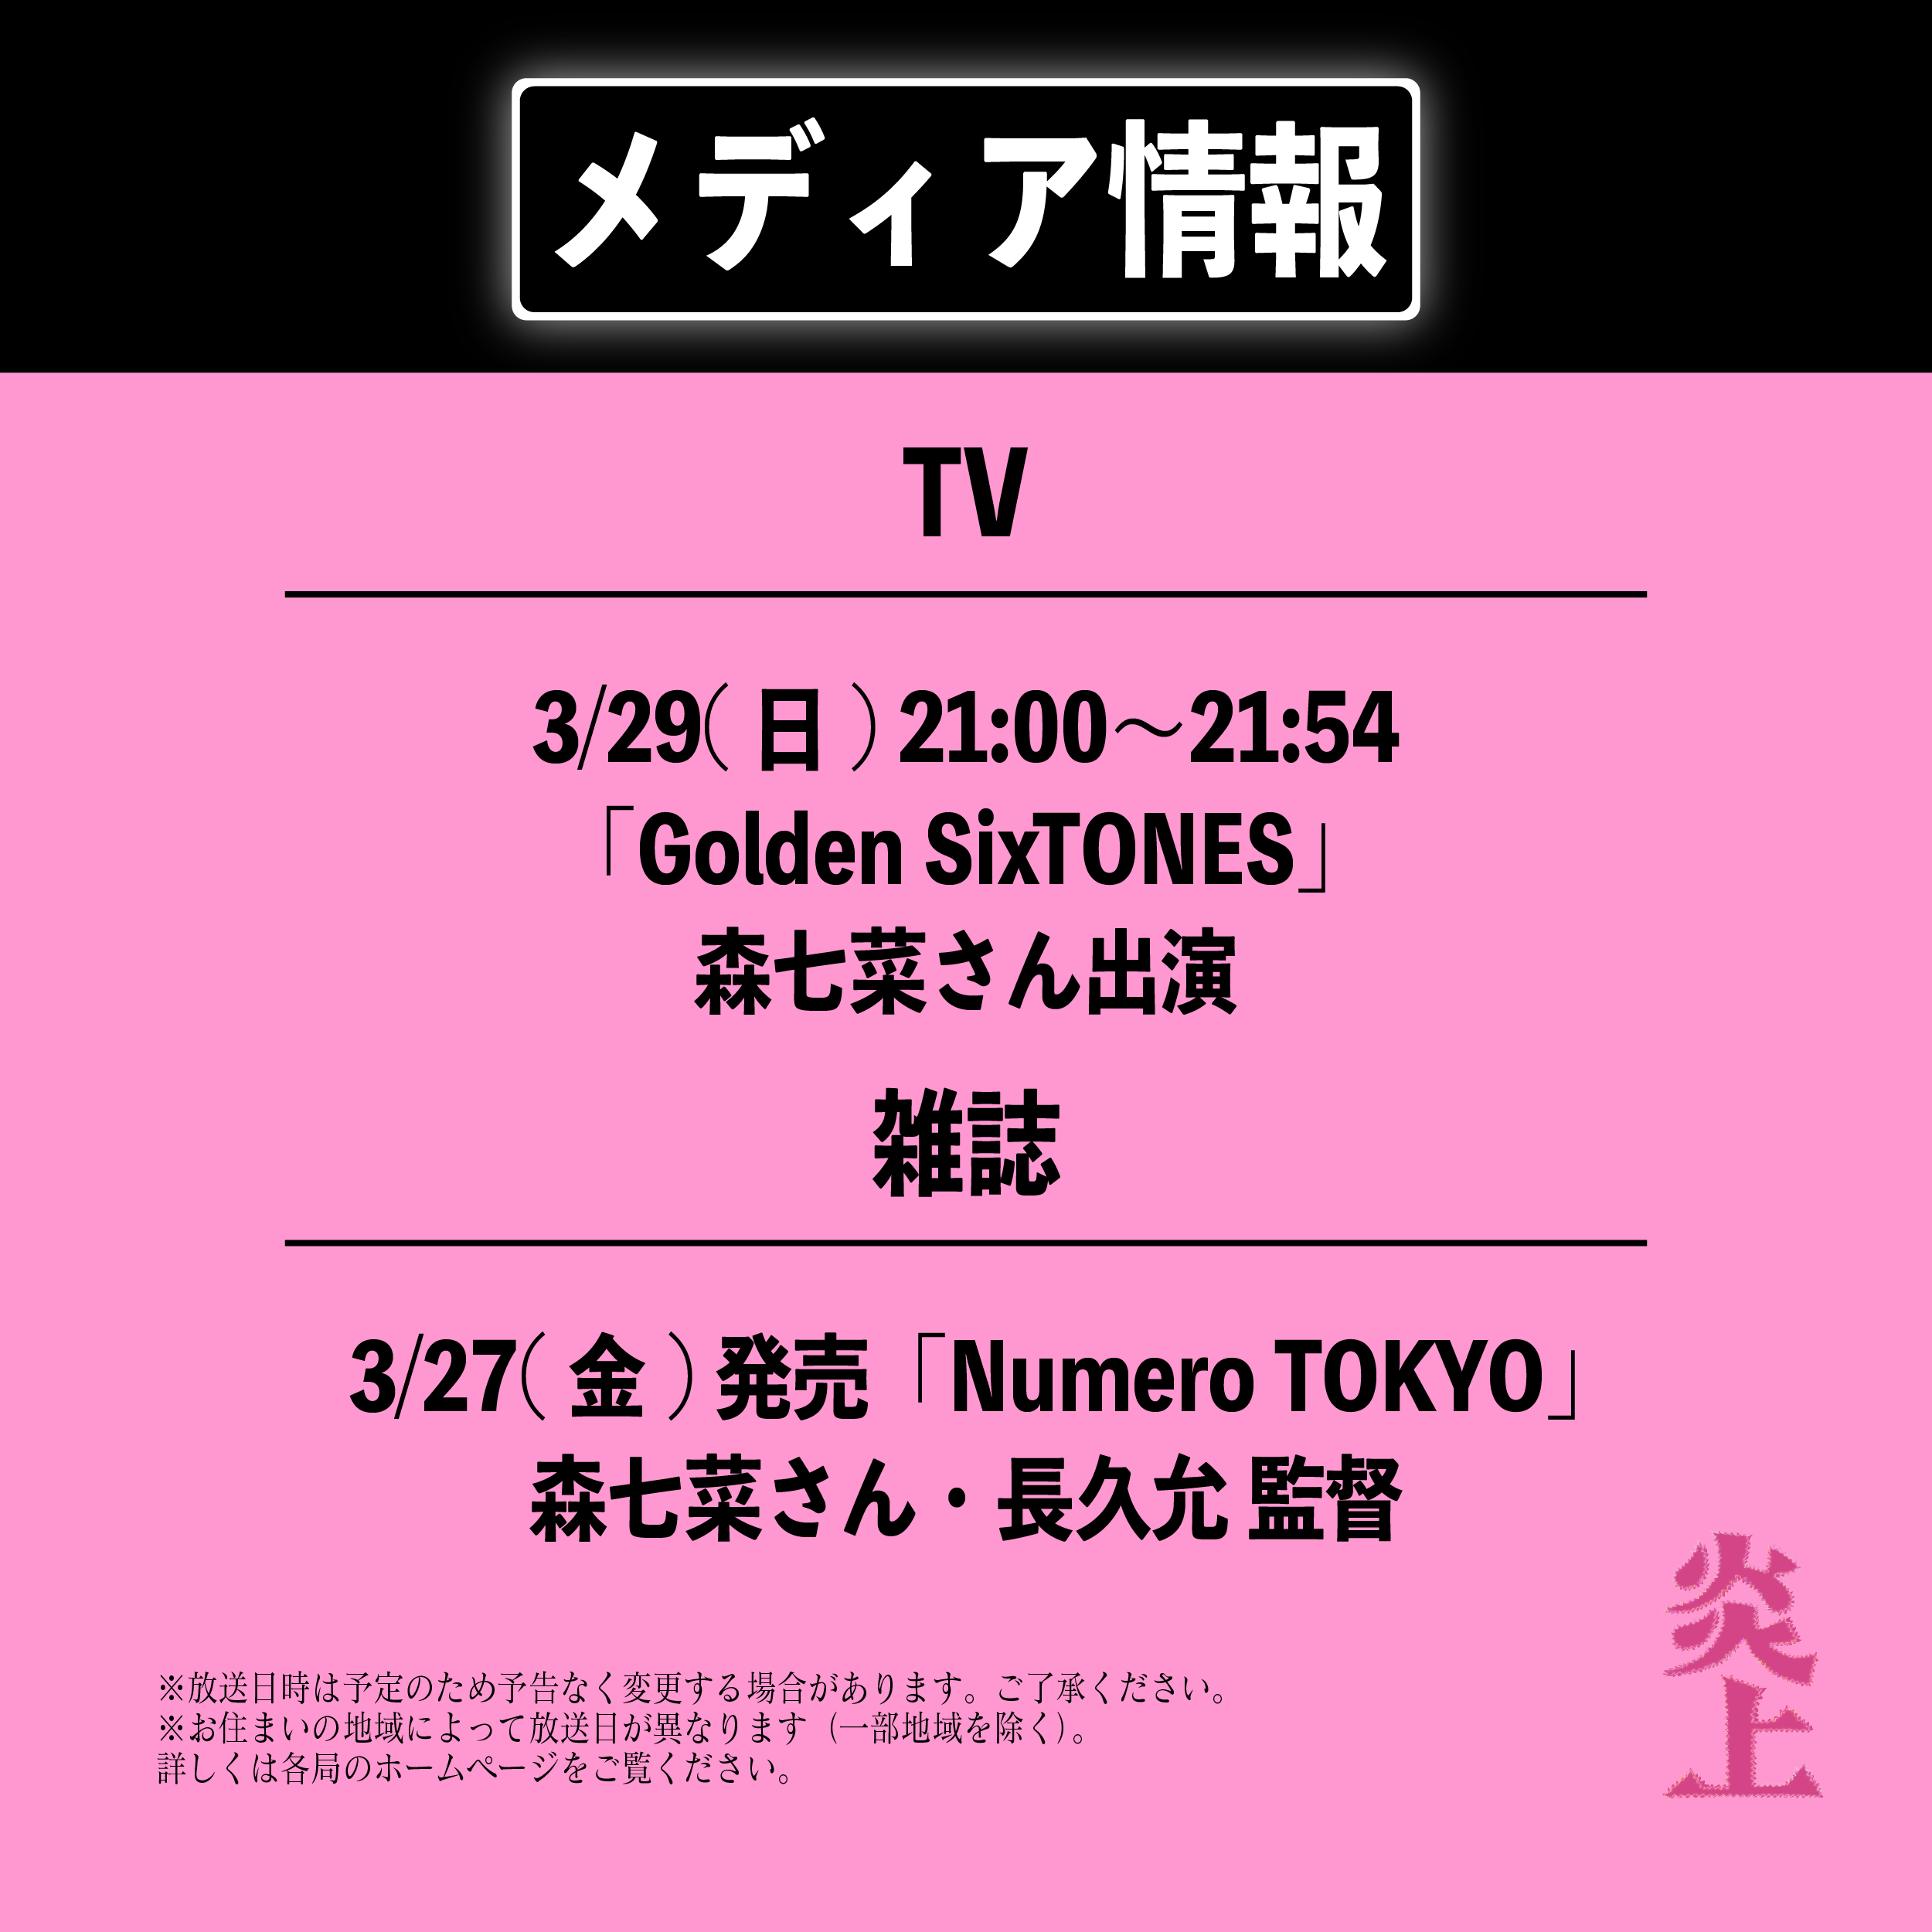 メディア情報
TV
3/29(日)21:00～21:54
「Golden SixTONES」
森七菜さん出演
雑誌
3/27(金)発売「Numero TOKYO」
森七菜さん・長久允 監督
※放送日時は予定のため予告なく変更する場合があります。ご了承ください。
※お住まいの地域によって放送日が異なります（一部地域を除く）。
詳しくは各局のホームページをご覧ください。
炎上